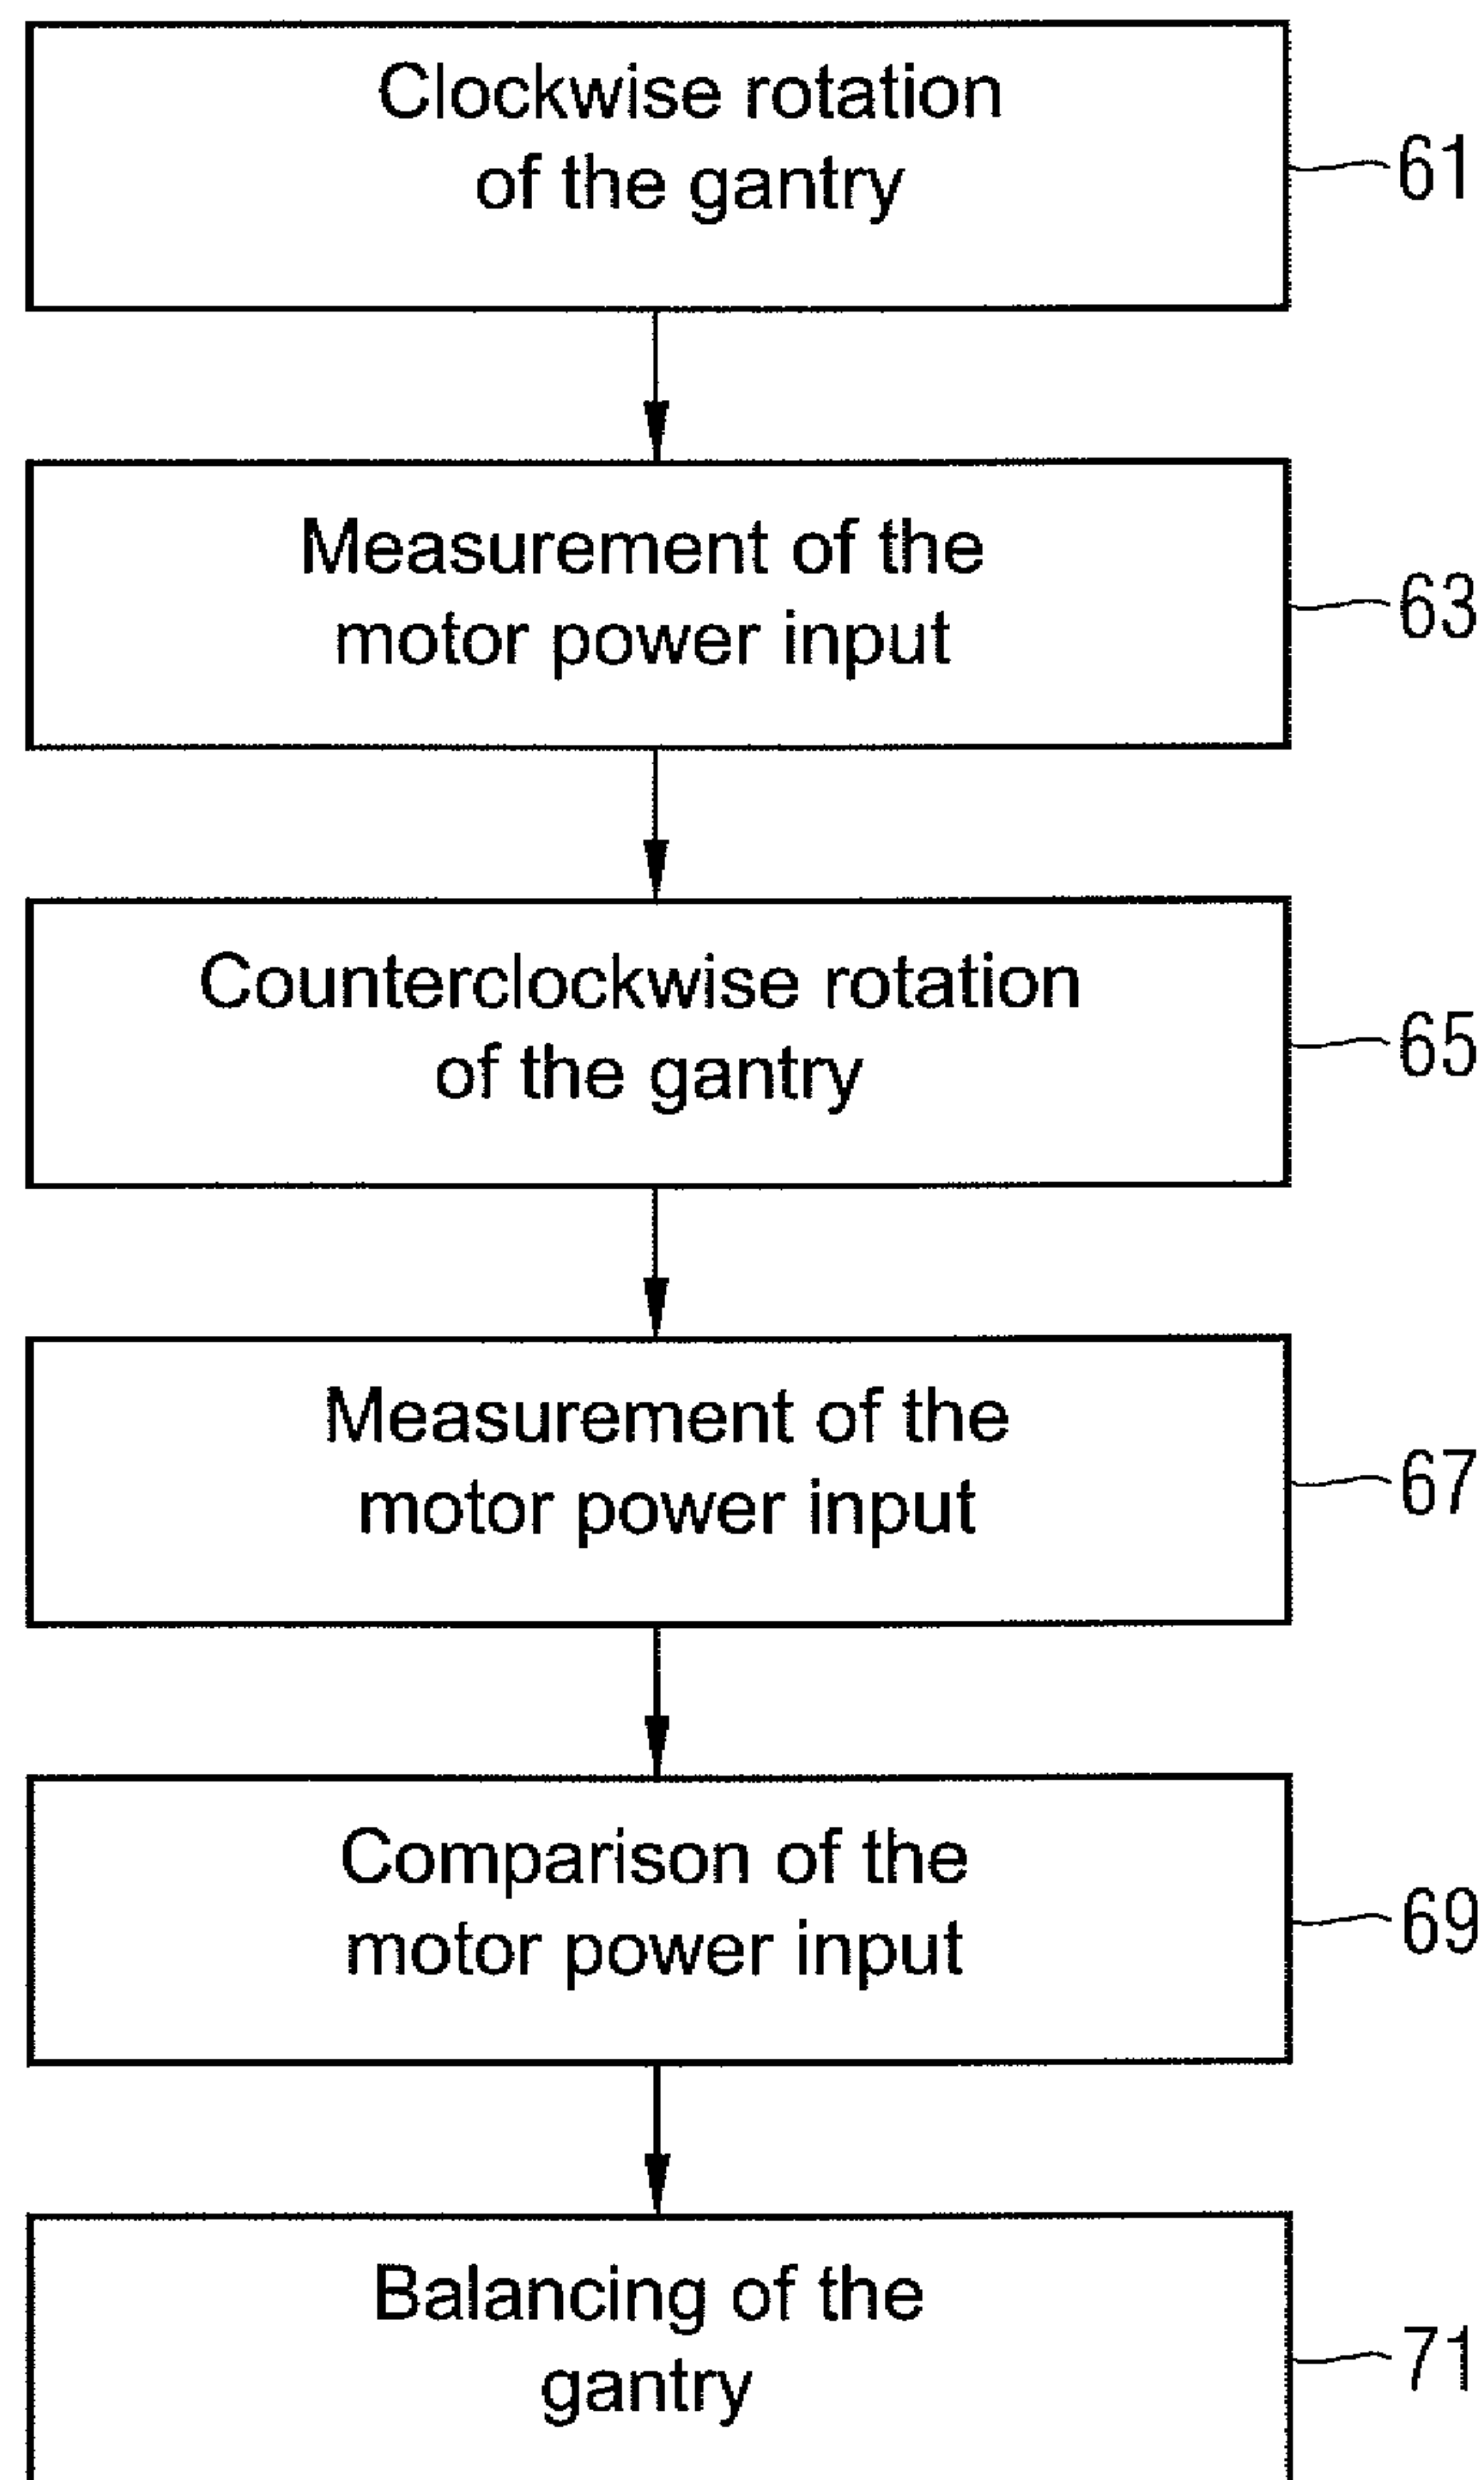 Clockwise rotation
of the gantry
61
Measurement of the
motor power input
63
Counterclockwise rotation
of the gantry
65
Measurement of the
motor power input
67
Comparison of the
motor power input
69
Balancing of the
gantry
71